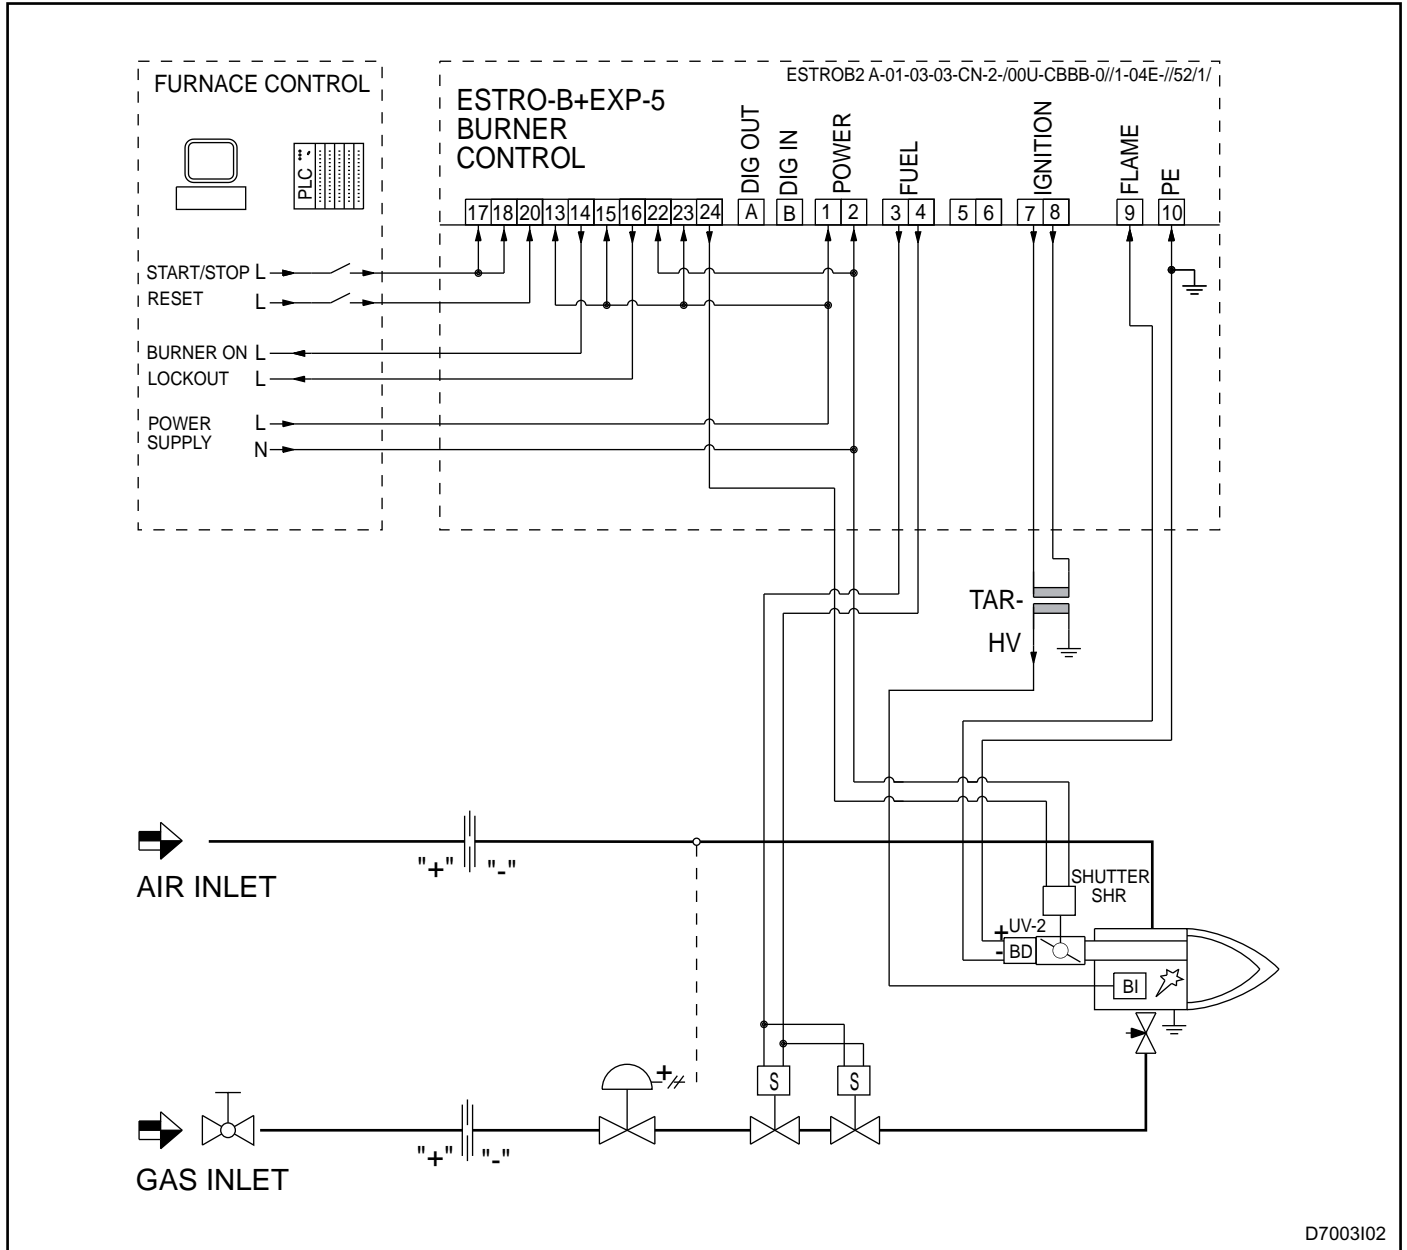 FURNACE CONTROL
PLC
ESTROB2 A-01-03-03-CN-2-/00U-CBBB-0//1-04E-//52/1/
ESTRO-B+EXP-5
BURNER
CONTROL
DIG OUT
DIG IN
POWER
FUEL
IGNITION
FLAME
PE
17 18 20 13 14 15 16 22 23 24 A B 1 2 3 4 5 6 7 8 9 10
START/STOP L
RESET L
BURNER ON L
LOCKOUT L
POWER L
SUPPLY
N
TAR-
HV
"+" "-"
AIR INLET
SHUTTER
SHR
+ UV-2
- BD
BI
+
S S
"+" "-"
GAS INLET
D7003I02